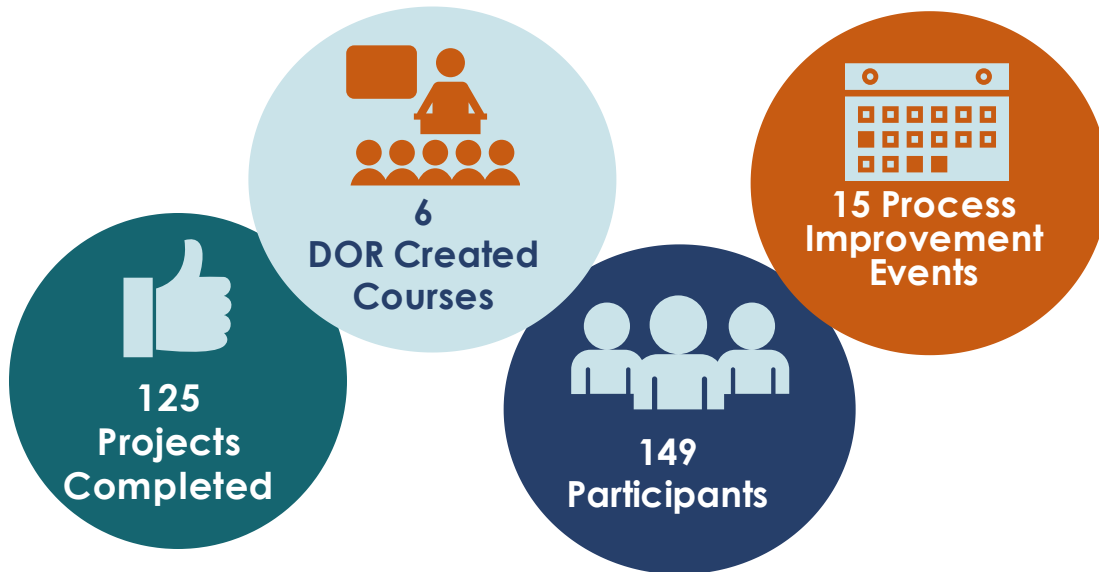 125
Projects
Completed
6
DOR Created
Courses
149
Participants
15 Process
Improvement
Events